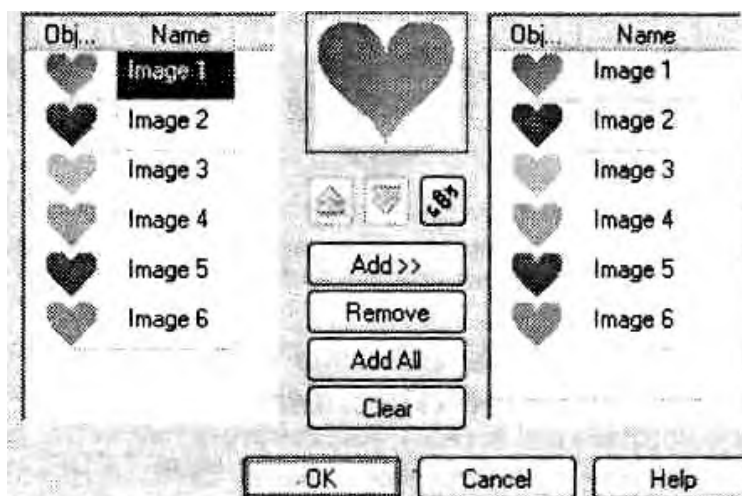 Obj... Name
Image 1
Image 2
Image 3
Image 4
Image 5
Image 6
Add >>
Remove
Add All
Clear
Obj... Name
Image 1
Image 2
Image 3
Image 4
Image 5
Image 6
OK Cancel Help